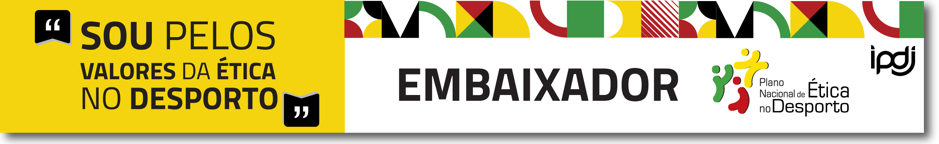 “
SOU PELOS
VALORES DA ÉTICA
NO DESPORTO
”
EMBAIXADOR
Plano
Nacional de Ética
no Desporto
ipdj